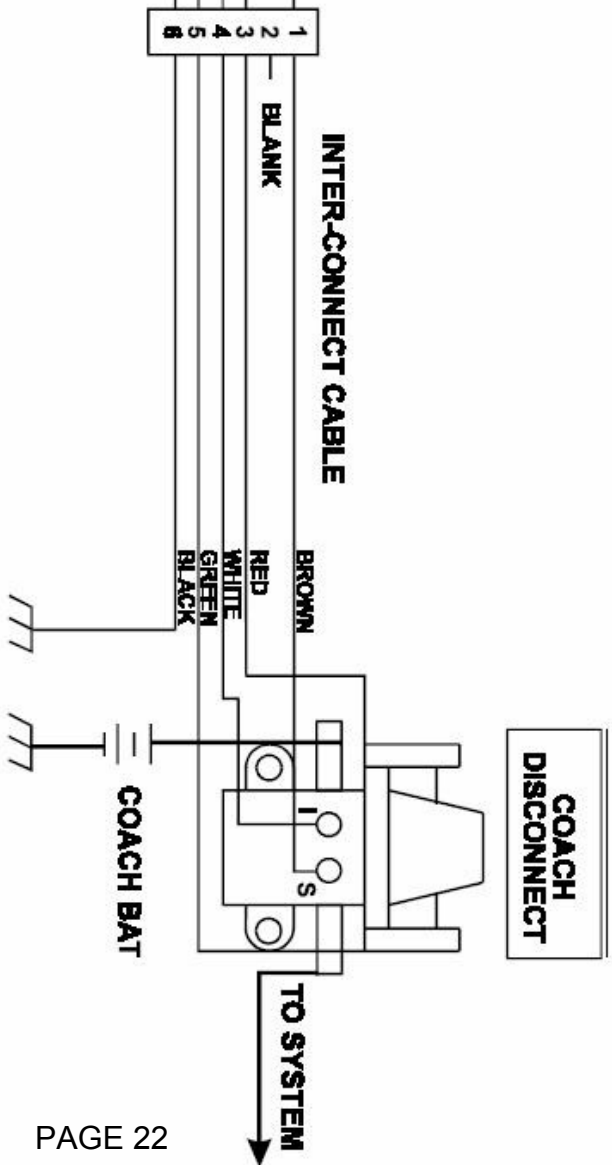 1
2
3
4
5
6
BLANK
INTER-CONNECT CABLE
BROWN
RED
WHITE
GREEN
BLACK
COACH
DISCONNECT
I
S
COACH BAT
TO SYSTEM
PAGE 22